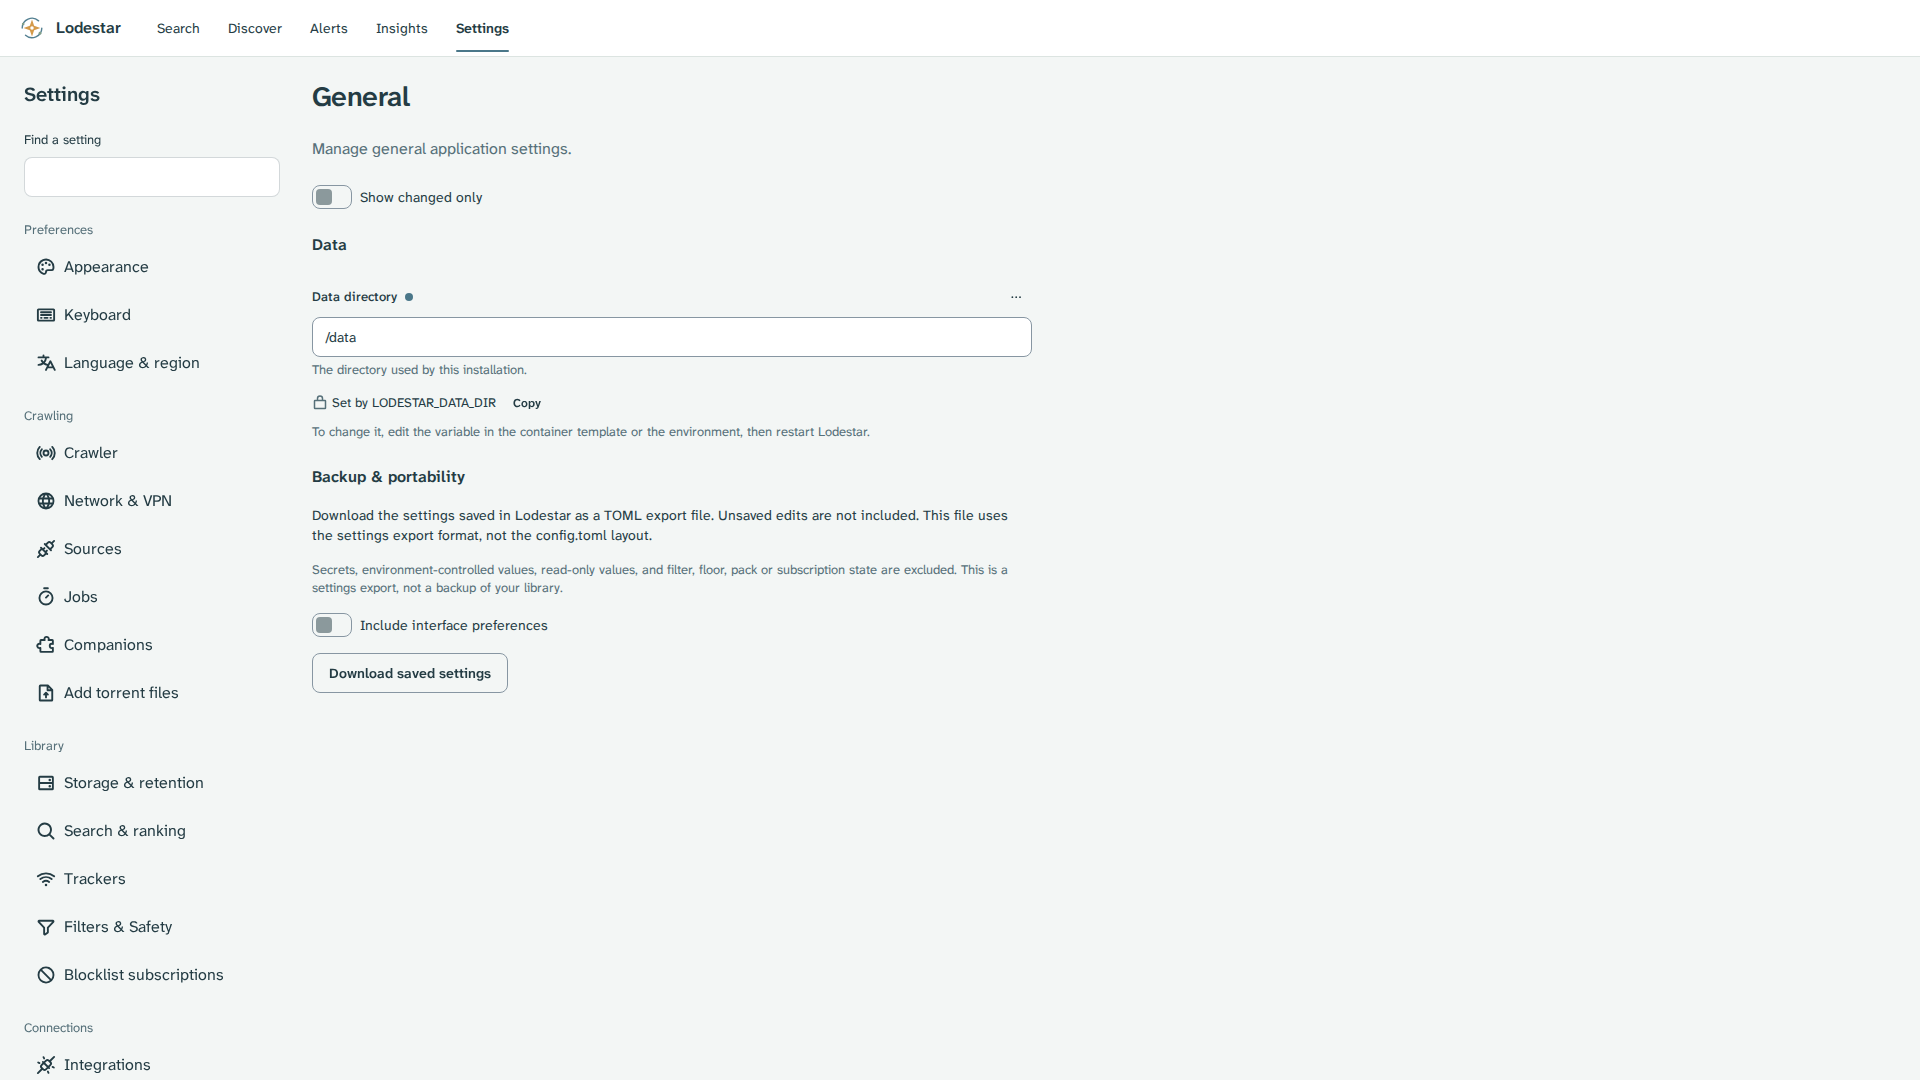 Lodestar
Search
Discover
Alerts
Insights
Settings
Settings
Find a setting
Preferences
Appearance
Keyboard
Language & region
Crawling
Crawler
Network & VPN
Sources
Jobs
Companions
Add torrent files
Library
Storage & retention
Search & ranking
Trackers
Filters & Safety
Blocklist subscriptions
Connections
Integrations
General
Manage general application settings.
Show changed only
Data
Data directory
...
/data
The directory used by this installation.
Set by LODESTAR_DATA_DIR
Copy
To change it, edit the variable in the container template or the environment, then restart Lodestar.
Backup & portability
Download the settings saved in Lodestar as a TOML export file. Unsaved edits are not included. This file uses
the settings export format, not the config.toml layout.
Secrets, environment-controlled values, read-only values, and filter, floor, pack or subscription state are excluded. This is a
settings export, not a backup of your library.
Include interface preferences
Download saved settings